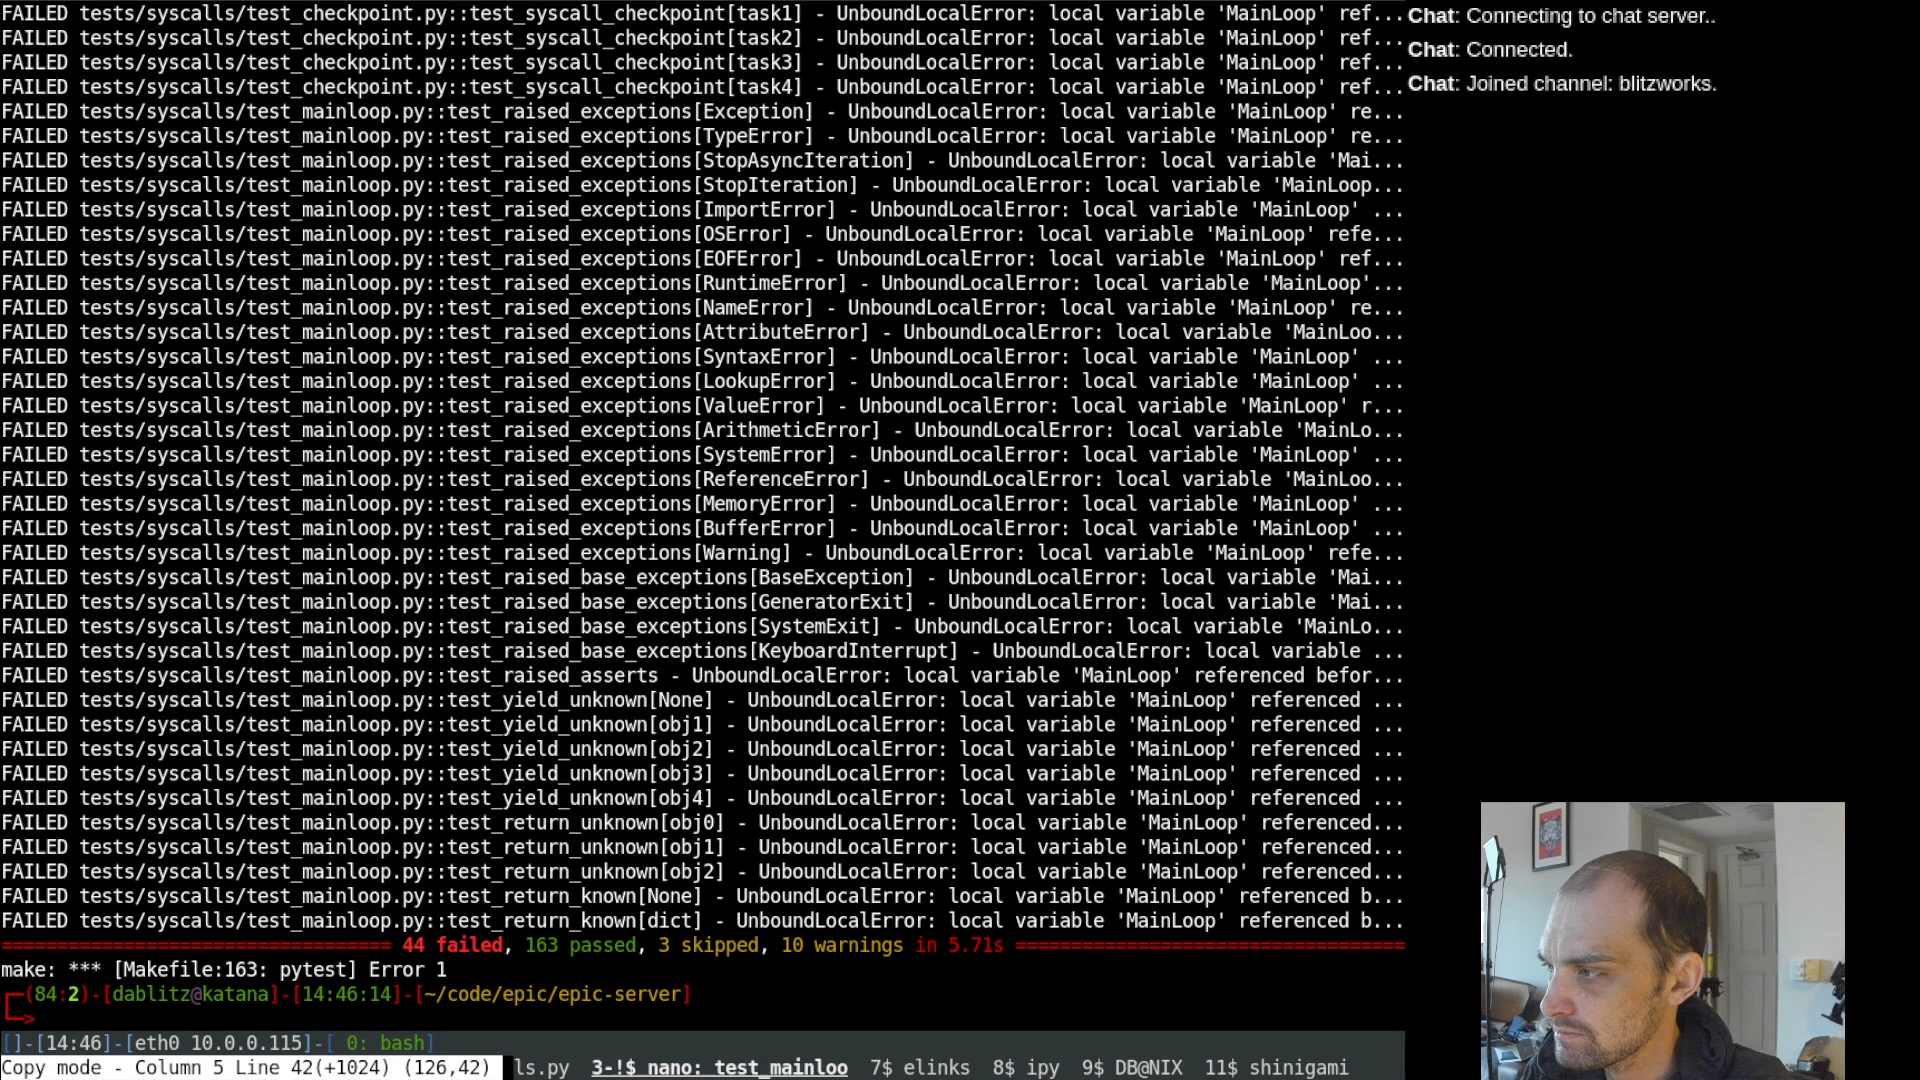 FAILED tests/syscalls/test_checkpoint.py::test_syscall_checkpoint[task1] - UnboundLocalError: local variable 'MainLoop' ref...
FAILED tests/syscalls/test_checkpoint.py::test_syscall_checkpoint[task2] - UnboundLocalError: local variable 'MainLoop' ref...
FAILED tests/syscalls/test_checkpoint.py::test_syscall_checkpoint[task3] - UnboundLocalError: local variable 'MainLoop' ref...
FAILED tests/syscalls/test_checkpoint.py::test_syscall_checkpoint[task4] - UnboundLocalError: local variable 'MainLoop' ref...
FAILED tests/syscalls/test_mainloop.py::test_raised_exceptions[Exception] - UnboundLocalError: local variable 'MainLoop' re...
FAILED tests/syscalls/test_mainloop.py::test_raised_exceptions[TypeError] - UnboundLocalError: local variable 'MainLoop' re...
FAILED tests/syscalls/test_mainloop.py::test_raised_exceptions[StopAsyncIteration] - UnboundLocalError: local variable 'Mai...
FAILED tests/syscalls/test_mainloop.py::test_raised_exceptions[StopIteration] - UnboundLocalError: local variable 'MainLoop...
FAILED tests/syscalls/test_mainloop.py::test_raised_exceptions[ImportError] - UnboundLocalError: local variable 'MainLoop' ...
FAILED tests/syscalls/test_mainloop.py::test_raised_exceptions[OSError] - UnboundLocalError: local variable 'MainLoop' refe...
FAILED tests/syscalls/test_mainloop.py::test_raised_exceptions[EOFError] - UnboundLocalError: local variable 'MainLoop' ref...
FAILED tests/syscalls/test_mainloop.py::test_raised_exceptions[RuntimeError] - UnboundLocalError: local variable 'MainLoop'...
FAILED tests/syscalls/test_mainloop.py::test_raised_exceptions[NameError] - UnboundLocalError: local variable 'MainLoop' re...
FAILED tests/syscalls/test_mainloop.py::test_raised_exceptions[AttributeError] - UnboundLocalError: local variable 'MainLoo...
FAILED tests/syscalls/test_mainloop.py::test_raised_exceptions[SyntaxError] - UnboundLocalError: local variable 'MainLoop' ...
FAILED tests/syscalls/test_mainloop.py::test_raised_exceptions[LookupError] - UnboundLocalError: local variable 'MainLoop' ...
FAILED tests/syscalls/test_mainloop.py::test_raised_exceptions[ValueError] - UnboundLocalError: local variable 'MainLoop' r...
FAILED tests/syscalls/test_mainloop.py::test_raised_exceptions[ArithmeticError] - UnboundLocalError: local variable 'MainLo...
FAILED tests/syscalls/test_mainloop.py::test_raised_exceptions[SystemError] - UnboundLocalError: local variable 'MainLoop' ...
FAILED tests/syscalls/test_mainloop.py::test_raised_exceptions[ReferenceError] - UnboundLocalError: local variable 'MainLoo...
FAILED tests/syscalls/test_mainloop.py::test_raised_exceptions[MemoryError] - UnboundLocalError: local variable 'MainLoop' ...
FAILED tests/syscalls/test_mainloop.py::test_raised_exceptions[BufferError] - UnboundLocalError: local variable 'MainLoop' ...
FAILED tests/syscalls/test_mainloop.py::test_raised_exceptions[Warning] - UnboundLocalError: local variable 'MainLoop' refe...
FAILED tests/syscalls/test_mainloop.py::test_raised_base_exceptions[BaseException] - UnboundLocalError: local variable 'Mai...
FAILED tests/syscalls/test_mainloop.py::test_raised_base_exceptions[GeneratorExit] - UnboundLocalError: local variable 'Mai...
FAILED tests/syscalls/test_mainloop.py::test_raised_base_exceptions[SystemExit] - UnboundLocalError: local variable 'MainLo...
FAILED tests/syscalls/test_mainloop.py::test_raised_base_exceptions[KeyboardInterrupt] - UnboundLocalError: local variable ...
FAILED tests/syscalls/test_mainloop.py::test_raised_asserts - UnboundLocalError: local variable 'MainLoop' referenced befor...
FAILED tests/syscalls/test_mainloop.py::test_yield_unknown[None] - UnboundLocalError: local variable 'MainLoop' referenced ...
FAILED tests/syscalls/test_mainloop.py::test_yield_unknown[obj1] - UnboundLocalError: local variable 'MainLoop' referenced ...
FAILED tests/syscalls/test_mainloop.py::test_yield_unknown[obj2] - UnboundLocalError: local variable 'MainLoop' referenced ...
FAILED tests/syscalls/test_mainloop.py::test_yield_unknown[obj3] - UnboundLocalError: local variable 'MainLoop' referenced ...
FAILED tests/syscalls/test_mainloop.py::test_yield_unknown[obj4] - UnboundLocalError: local variable 'MainLoop' referenced ...
FAILED tests/syscalls/test_mainloop.py::test_return_unknown[obj0] - UnboundLocalError: local variable 'MainLoop' referenced...
FAILED tests/syscalls/test_mainloop.py::test_return_unknown[obj1] - UnboundLocalError: local variable 'MainLoop' referenced...
FAILED tests/syscalls/test_mainloop.py::test_return_unknown[obj2] - UnboundLocalError: local variable 'MainLoop' referenced...
FAILED tests/syscalls/test_mainloop.py::test_return_known[None] - UnboundLocalError: local variable 'MainLoop' referenced b...
FAILED tests/syscalls/test_mainloop.py::test_return_known[dict] - UnboundLocalError: local variable 'MainLoop' referenced b...
=================================== 44 failed, 163 passed, 3 skipped, 10 warnings in 5.71s ===================================
make: *** [Makefile:163: pytest] Error 1
┌─(84:2)-[dablitz@katana]-[14:46:14]-[~/code/epic/epic-server]
└─>
[]-[14:46]-[eth0 10.0.0.115]-[ 0: bash]
Copy mode - Column 5 Line 42(+1024) (126,42) ls.py 3-!$ nano: test_mainloo 7$ elinks 8$ ipy 9$ DB@NIX 11$ shinigami
Chat: Connecting to chat server..
Chat: Connected.
Chat: Joined channel: blitzworks.